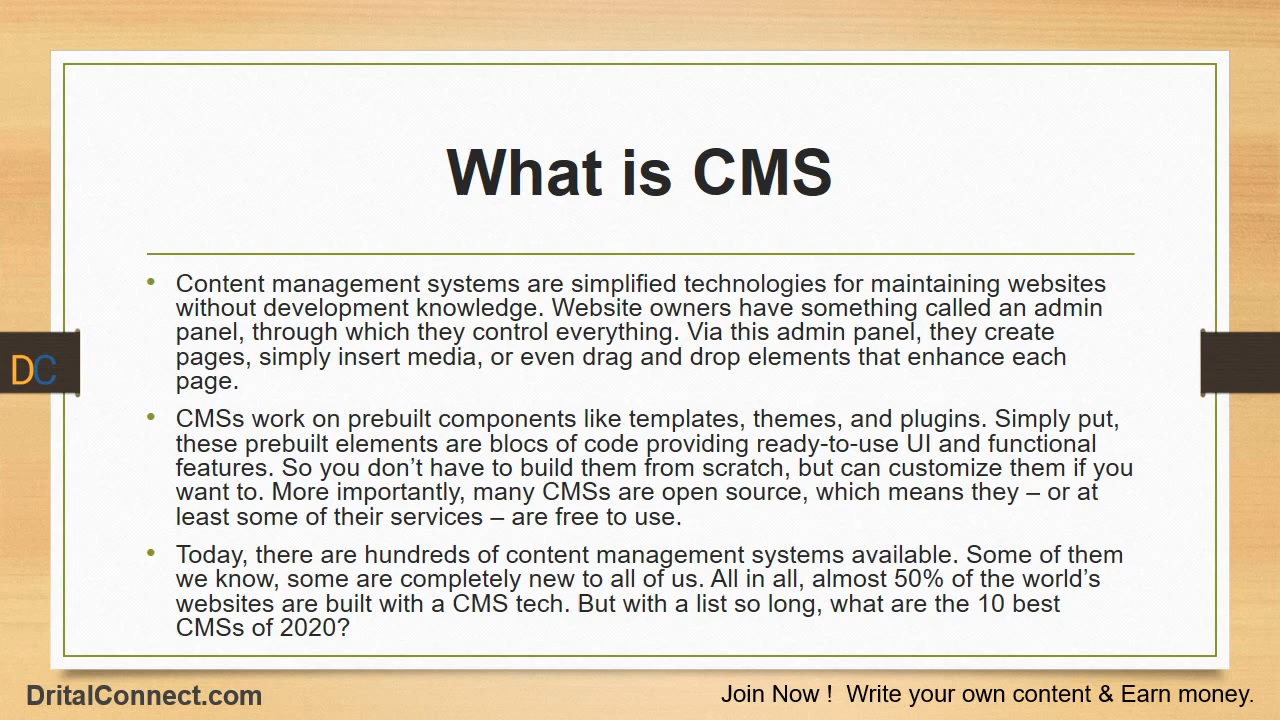 What is CMS
• Content management systems are simplified technologies for maintaining websites
without development knowledge. Website owners have something called an admin
panel, through which they control everything. Via this admin panel, they create
pages, simply insert media, or even drag and drop elements that enhance each
page.
• CMSs work on prebuilt components like templates, themes, and plugins. Simply put,
these prebuilt elements are blocs of code providing ready-to-use UI and functional
features. So you don’t have to build them from scratch, but can customize them if you
want to. More importantly, many CMSs are open source, which means they – or at
least some of their services – are free to use.
• Today, there are hundreds of content management systems available. Some of them
we know, some are completely new to all of us. All in all, almost 50% of the world’s
websites are built with a CMS tech. But with a list so long, what are the 10 best
CMSs of 2020?
DC
DritalConnect.com
Join Now !  Write your own content & Earn money.